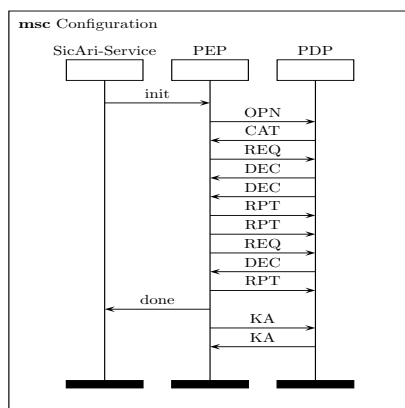 msc Configuration
SicAri-Service PEP PDP
init
OPN
CAT
REQ
DEC
DEC
RPT
RPT
REQ
DEC
RPT
done
KA
KA